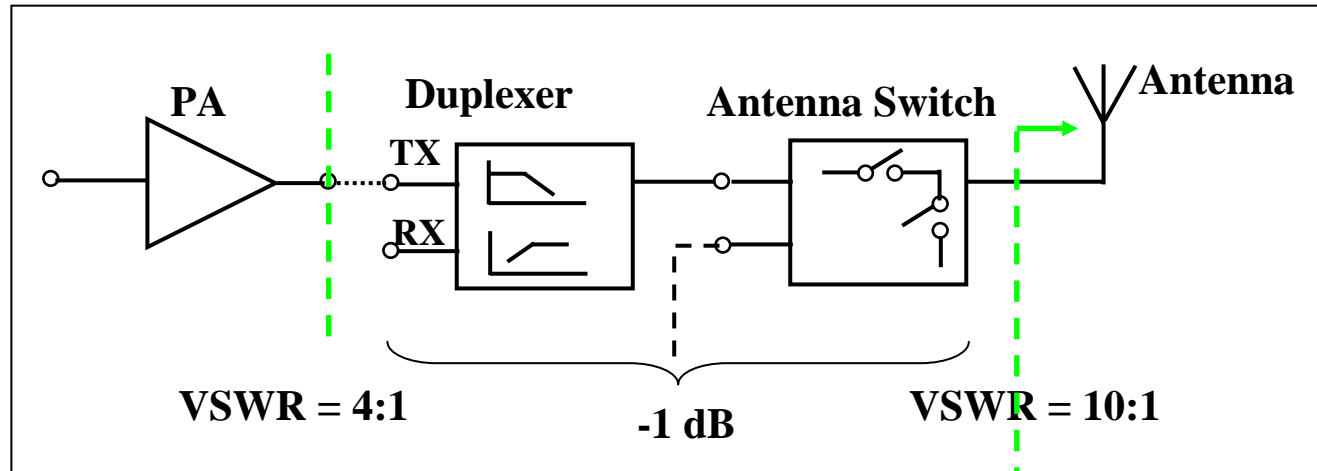 PA
Duplexer
Antenna Switch
Antenna
TX
RX
VSWR = 4:1
-1 dB
VSWR = 10:1